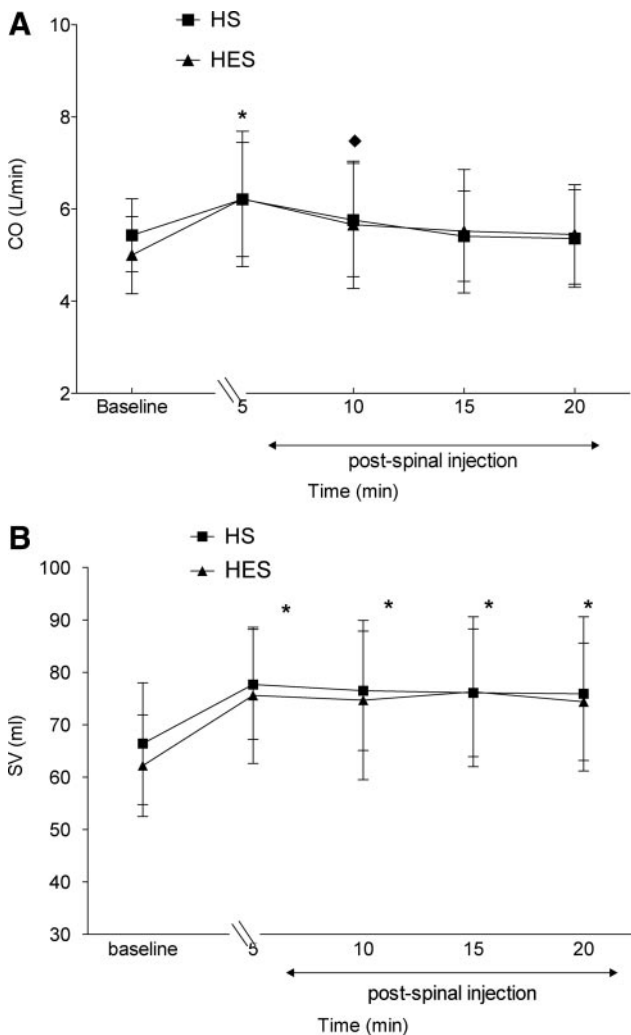 A
HS
HES
CO (L/min)
10
8
6
4
2
*
◆
Baseline 5 10 15 20
post-spinal injection
Time (min)
B
HS
HES
SV (ml)
100
90
80
70
60
50
40
30
* * * *
baseline 5 10 15 20
post-spinal injection
Time (min)